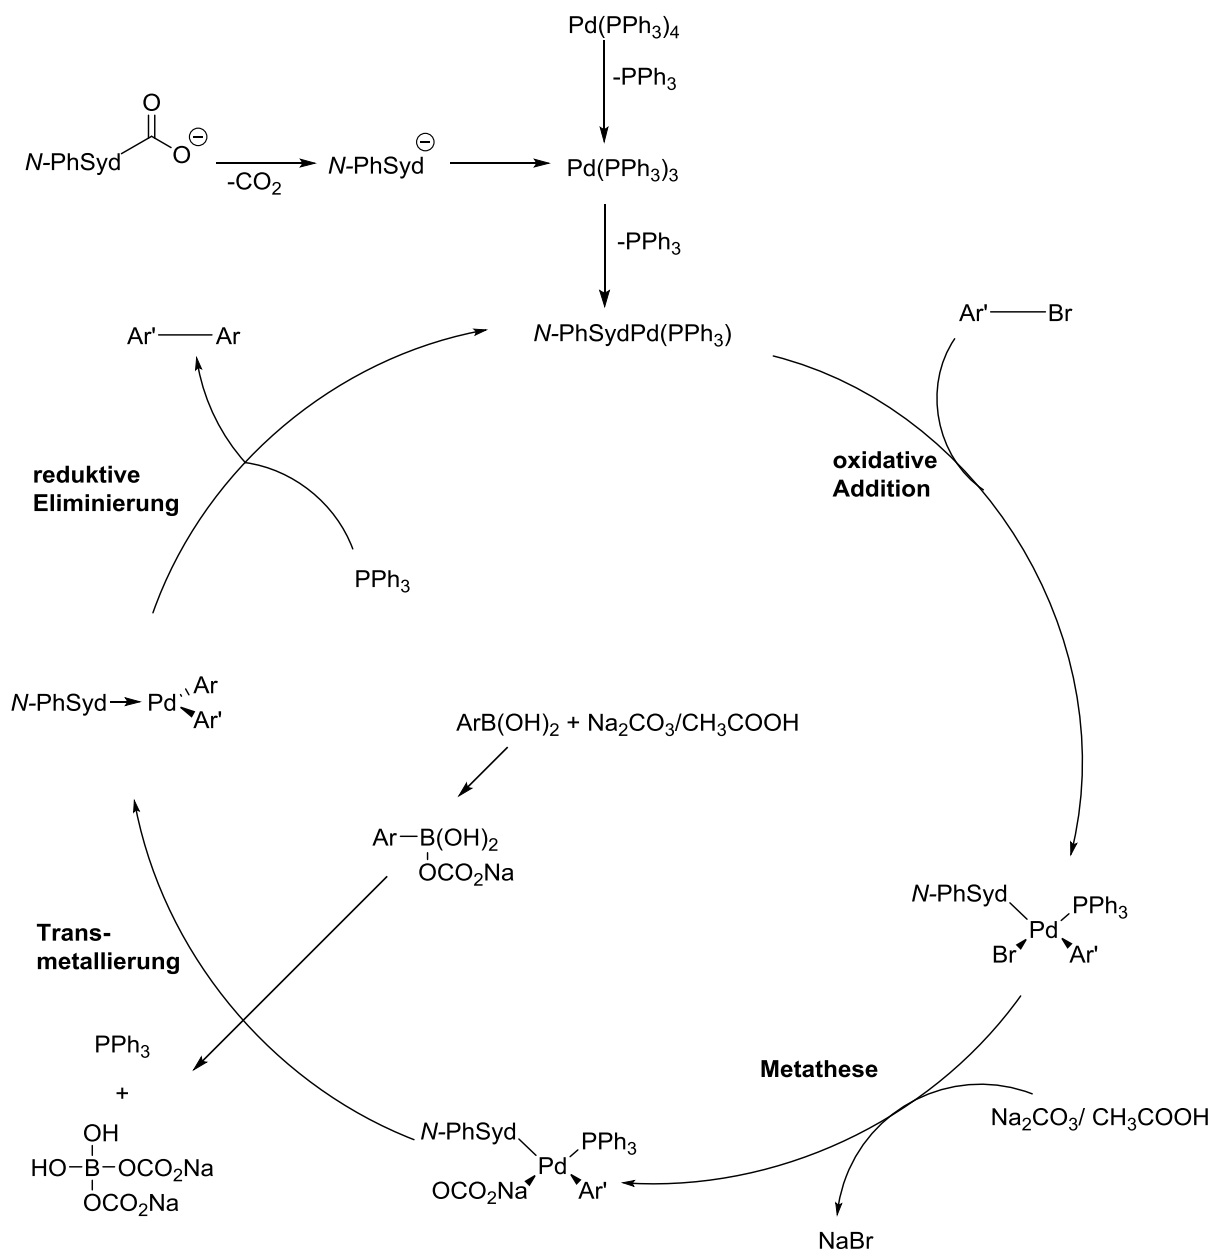 Pd(PPh3)4
-PPh3
O
N-PhSyd
O
⊖
-CO2
N-PhSyd
⊖
Pd(PPh3)3
-PPh3
Ar'
Ar
N-PhSydPd(PPh3)
Ar'
Br
reduktive
Eliminierung
oxidative
Addition
PPh3
N-PhSyd
Pd
Ar
Ar'
ArB(OH)2 + Na2CO3/CH3COOH
Ar
B(OH)2
OCO2Na
N-PhSyd
PPh3
Pd
Br
Ar'
Trans-
metallierung
PPh3
+
OH
HO
B
OCO2Na
OCO2Na
Metathese
Na2CO3/ CH3COOH
N-PhSyd
PPh3
Pd
OCO2Na
Ar'
NaBr